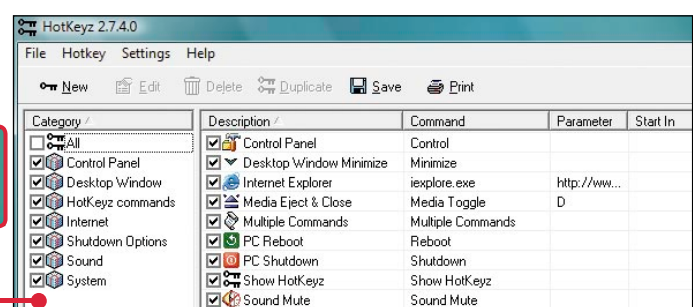 HotKeyz 2.7.4.0
File Hotkey Settings Help
New Edit Delete Duplicate Save Print
Category Description Command Parameter Start In
All Control Panel Control
Control Panel Desktop Window Minimize Minimize
Desktop Window Internet Explorer iexplore.exe http://ww...
HotKeyz commands Media Eject & Close Media Toggle D
Internet Multiple Commands Multiple Commands
Shutdown Options PC Reboot Reboot
Sound PC Shutdown Shutdown
System Show HotKeyz Show HotKeyz
Sound Mute Sound Mute